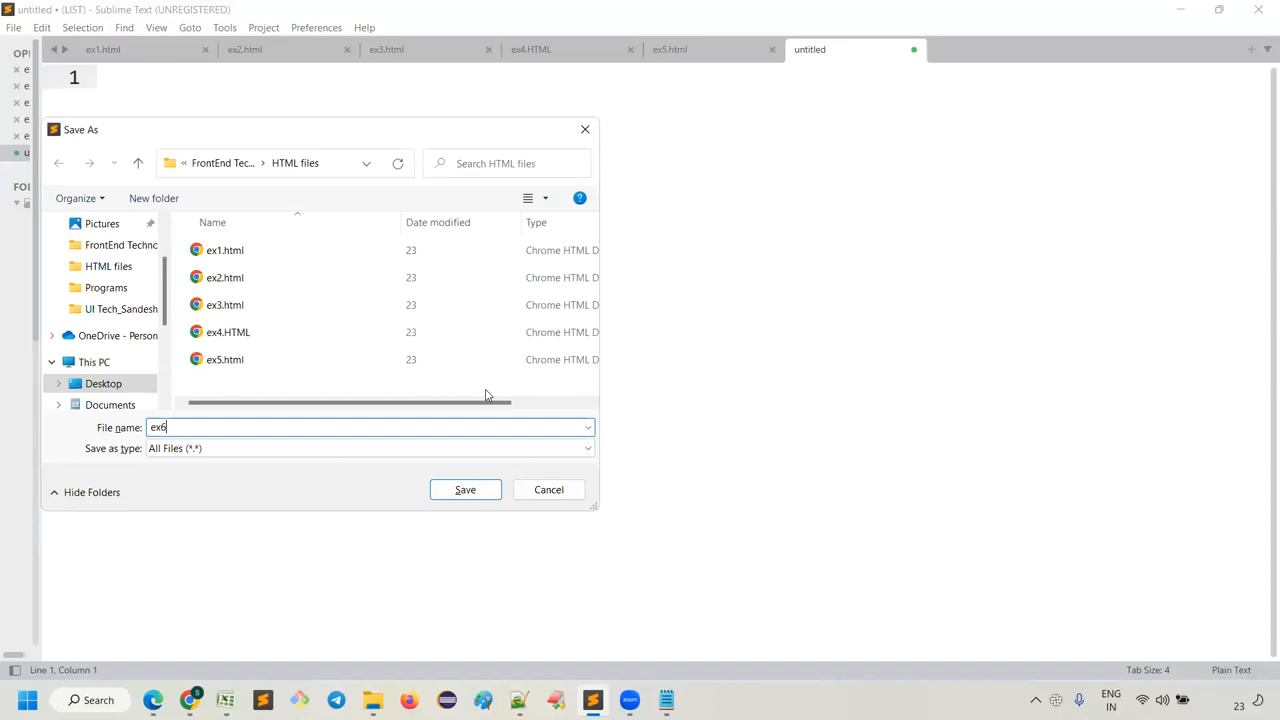 untitled • (LIST) - Sublime Text (UNREGISTERED)
File Edit Selection Find View Goto Tools Project Preferences Help
ex1.html ex2.html ex3.html ex4.HTML ex5.html untitled
1
Save As
« FrontEnd Tec... > HTML files
Search HTML files
Organize New folder
Name Date modified Type
Pictures
FrontEnd Techno
HTML files
Programs
UI Tech_Sandesh
OneDrive - Person
This PC
Desktop
Documents
ex1.html 23 Chrome HTML D
ex2.html 23 Chrome HTML D
ex3.html 23 Chrome HTML D
ex4.HTML 23 Chrome HTML D
ex5.html 23 Chrome HTML D
File name: ex6
Save as type: All Files (*.*)
Hide Folders Save Cancel
Line 1, Column 1 Tab Size: 4 Plain Text
Search
ENG
IN
23